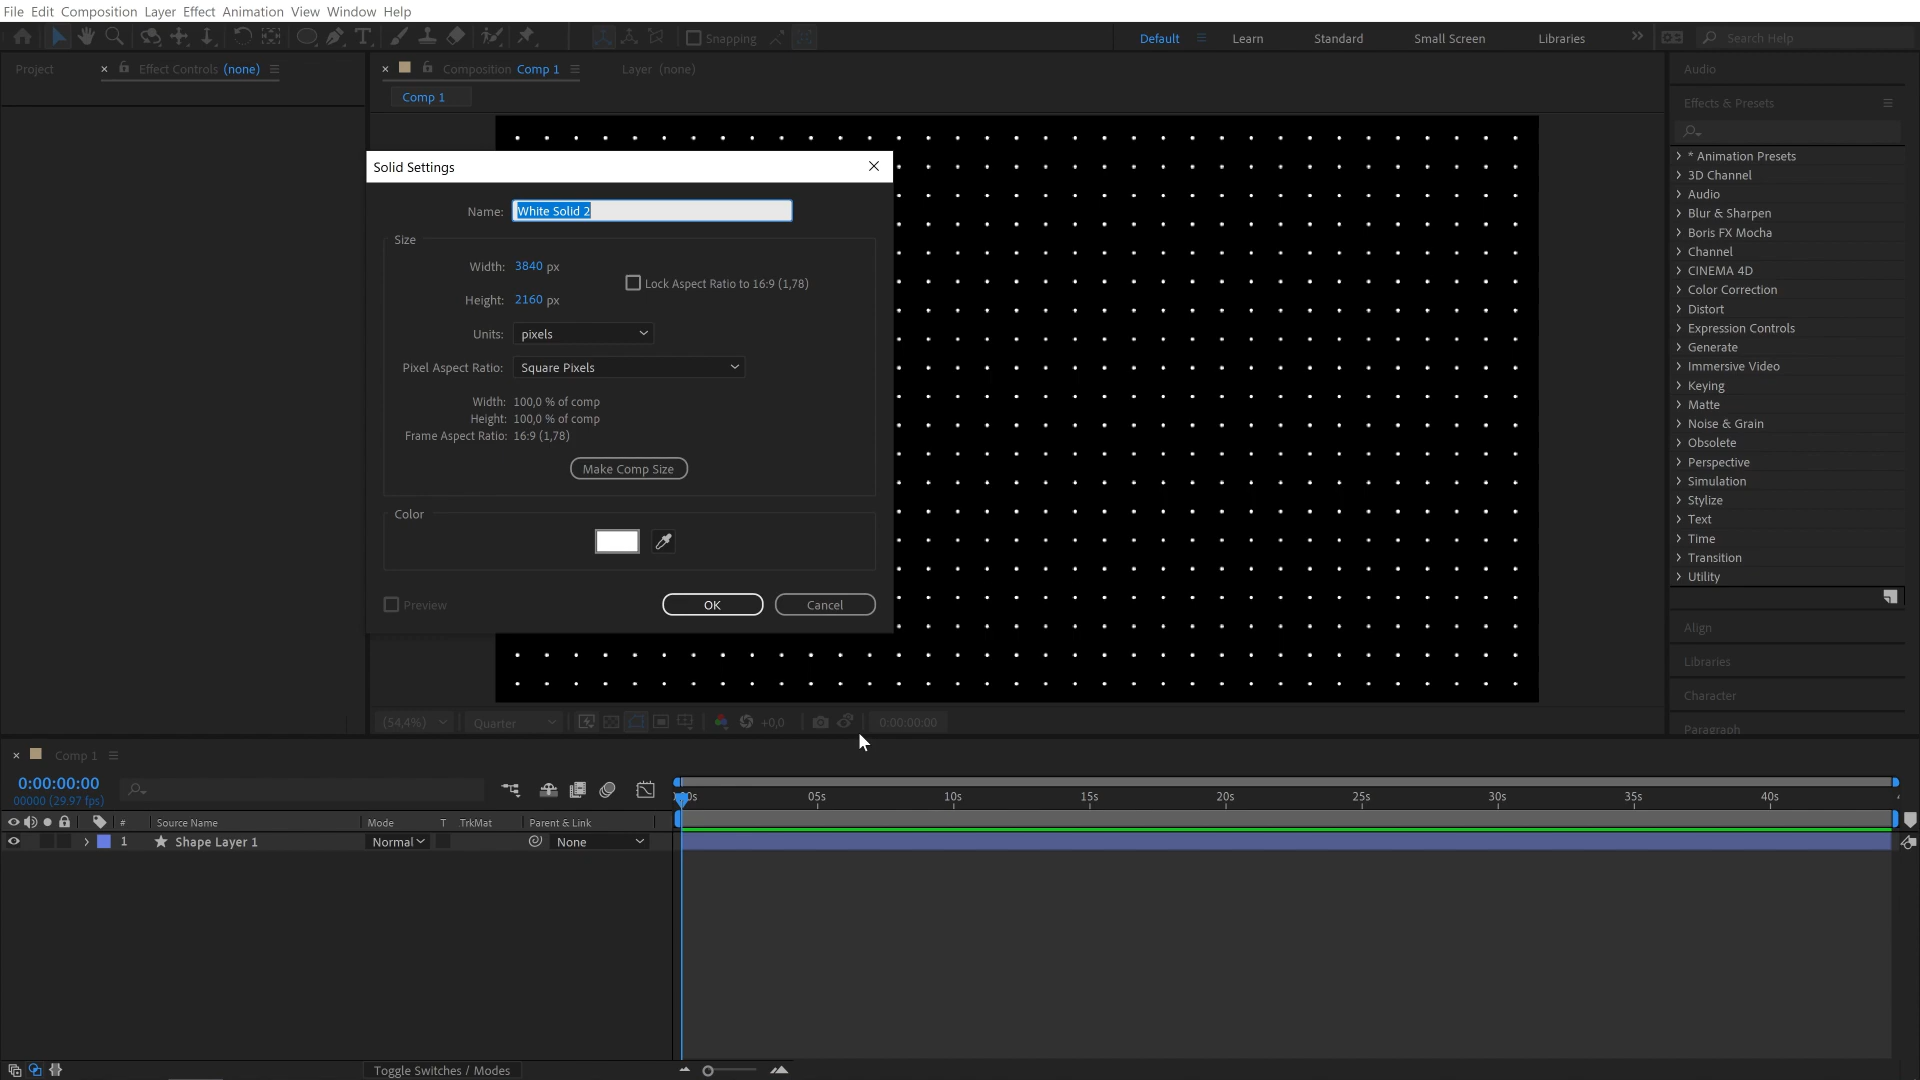 File Edit Composition Layer Effect Animation View Window Help
Snapping
Default Learn Standard Small Screen Libraries Search Help
Project Effect Controls (none) Composition Comp 1 Layer (none) Audio
Comp 1
Effects & Presets
Solid Settings
Name: White Solid 2
Size
Width: 3840 px
Lock Aspect Ratio to 16:9 (1,78)
Height: 2160 px
Units: pixels
Pixel Aspect Ratio: Square Pixels
Width: 100,0 % of comp
Height: 100,0 % of comp
Frame Aspect Ratio: 16:9 (1,78)
Make Comp Size
Color
Preview OK Cancel
* Animation Presets
3D Channel
Audio
Blur & Sharpen
Boris FX Mocha
Channel
CINEMA 4D
Color Correction
Distort
Expression Controls
Generate
Immersive Video
Keying
Matte
Noise & Grain
Obsolete
Perspective
Simulation
Stylize
Text
Time
Transition
Utility
Align
Libraries
Character
Paragraph
(54,4%) Quarter +0,0 0:00:00:00
Comp 1
0:00:00:00
00000 (29.97 fps)
05s 10s 15s 20s 25s 30s 35s 40s
# Source Name Mode T TrkMat Parent & Link
1 Shape Layer 1 Normal None
Toggle Switches / Modes